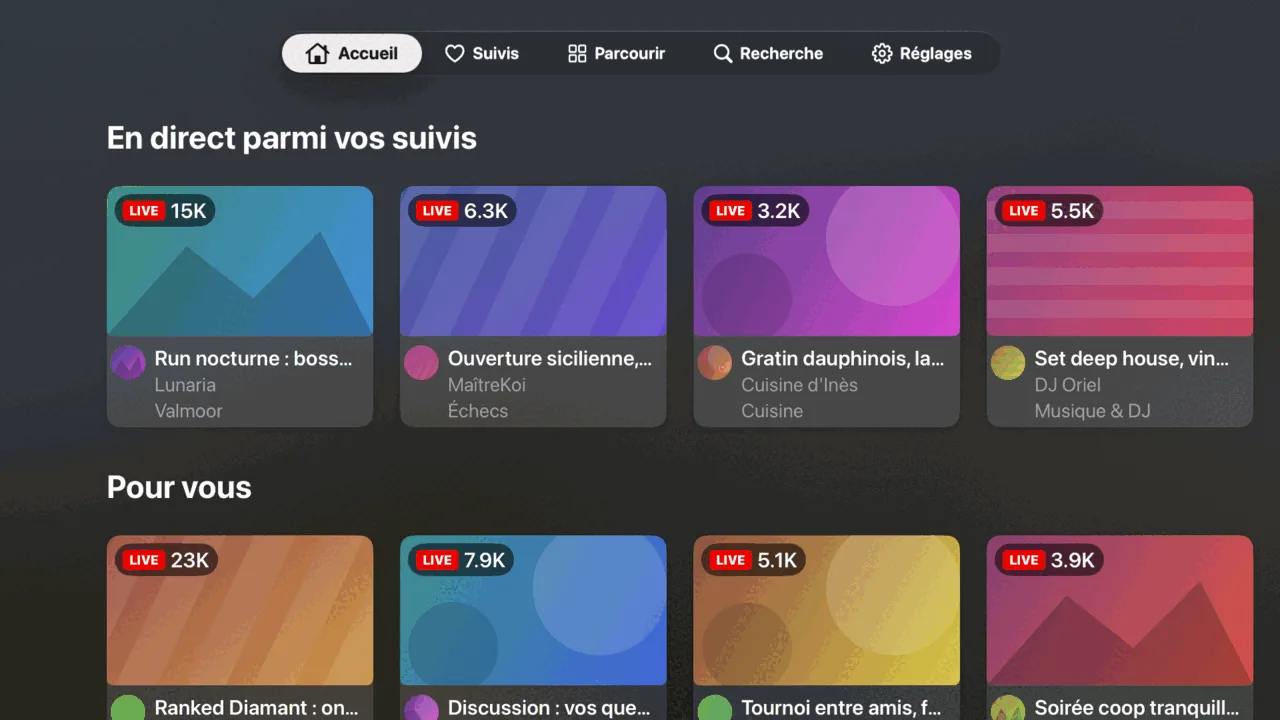 Accueil
Suivis
Parcourir
Recherche
Réglages
En direct parmi vos suivis
LIVE 15K
LIVE 6.3K
LIVE 3.2K
LIVE 5.5K
Run nocturne : boss...
Lunaria
Valmoor
Ouverture sicilienne,...
MaîtreKoi
Échecs
Gratin dauphinois, la...
Cuisine d'Inès
Cuisine
Set deep house, vin...
DJ Oriel
Musique & DJ
Pour vous
LIVE 23K
LIVE 7.9K
LIVE 5.1K
LIVE 3.9K
Ranked Diamant : on...
Discussion : vos que...
Tournoi entre amis, f...
Soirée coop tranquill...